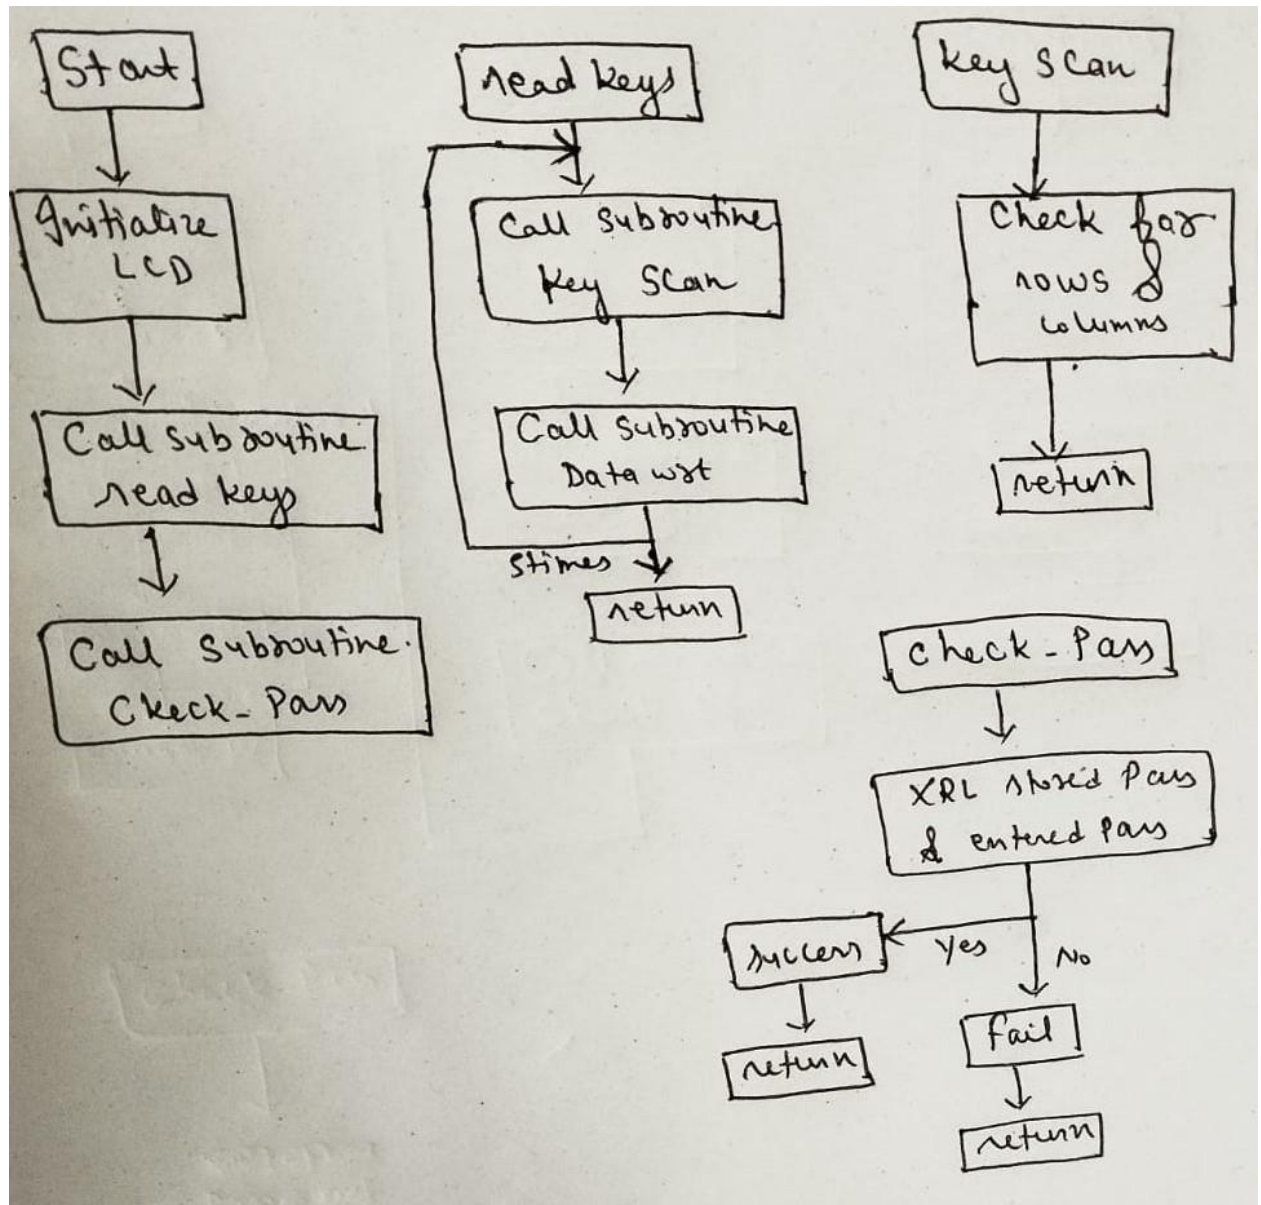 Start
Initialize
LCD
Call subroutine
read keys
Call Subroutine.
Check_Pass
read keys
Call subroutine
Key Scan
Call Subroutine
Data wrt
5times
return
Key Scan
Check for
rows &
columns
return
Check_Pass
XRL stored Pass
& entered Pass
Yes
No
success
return
fail
return